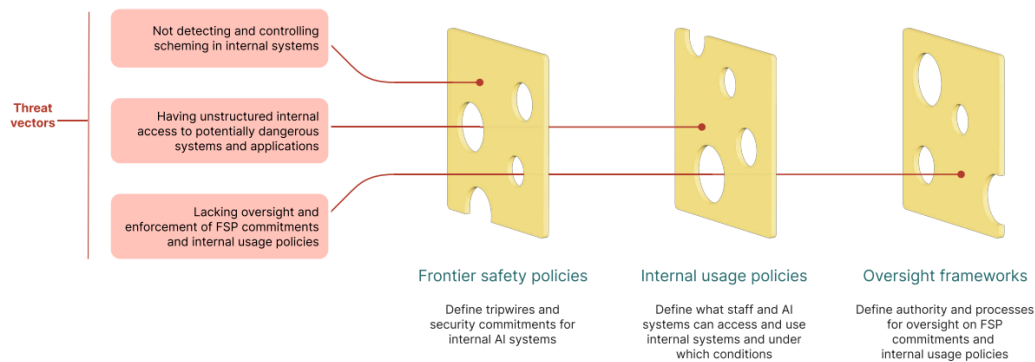 Threat
vectors
Not detecting and controlling
scheming in internal systems
Having unstructured internal
access to potentially dangerous
systems and applications
Lacking oversight and
enforcement of FSP commitments
and internal usage policies
Frontier safety policies
Define tripwires and
security commitments for
internal AI systems
Internal usage policies
Define what staff and AI
systems can access and use
internal systems and under
which conditions
Oversight frameworks
Define authority and processes
for oversight on FSP
commitments and
internal usage policies